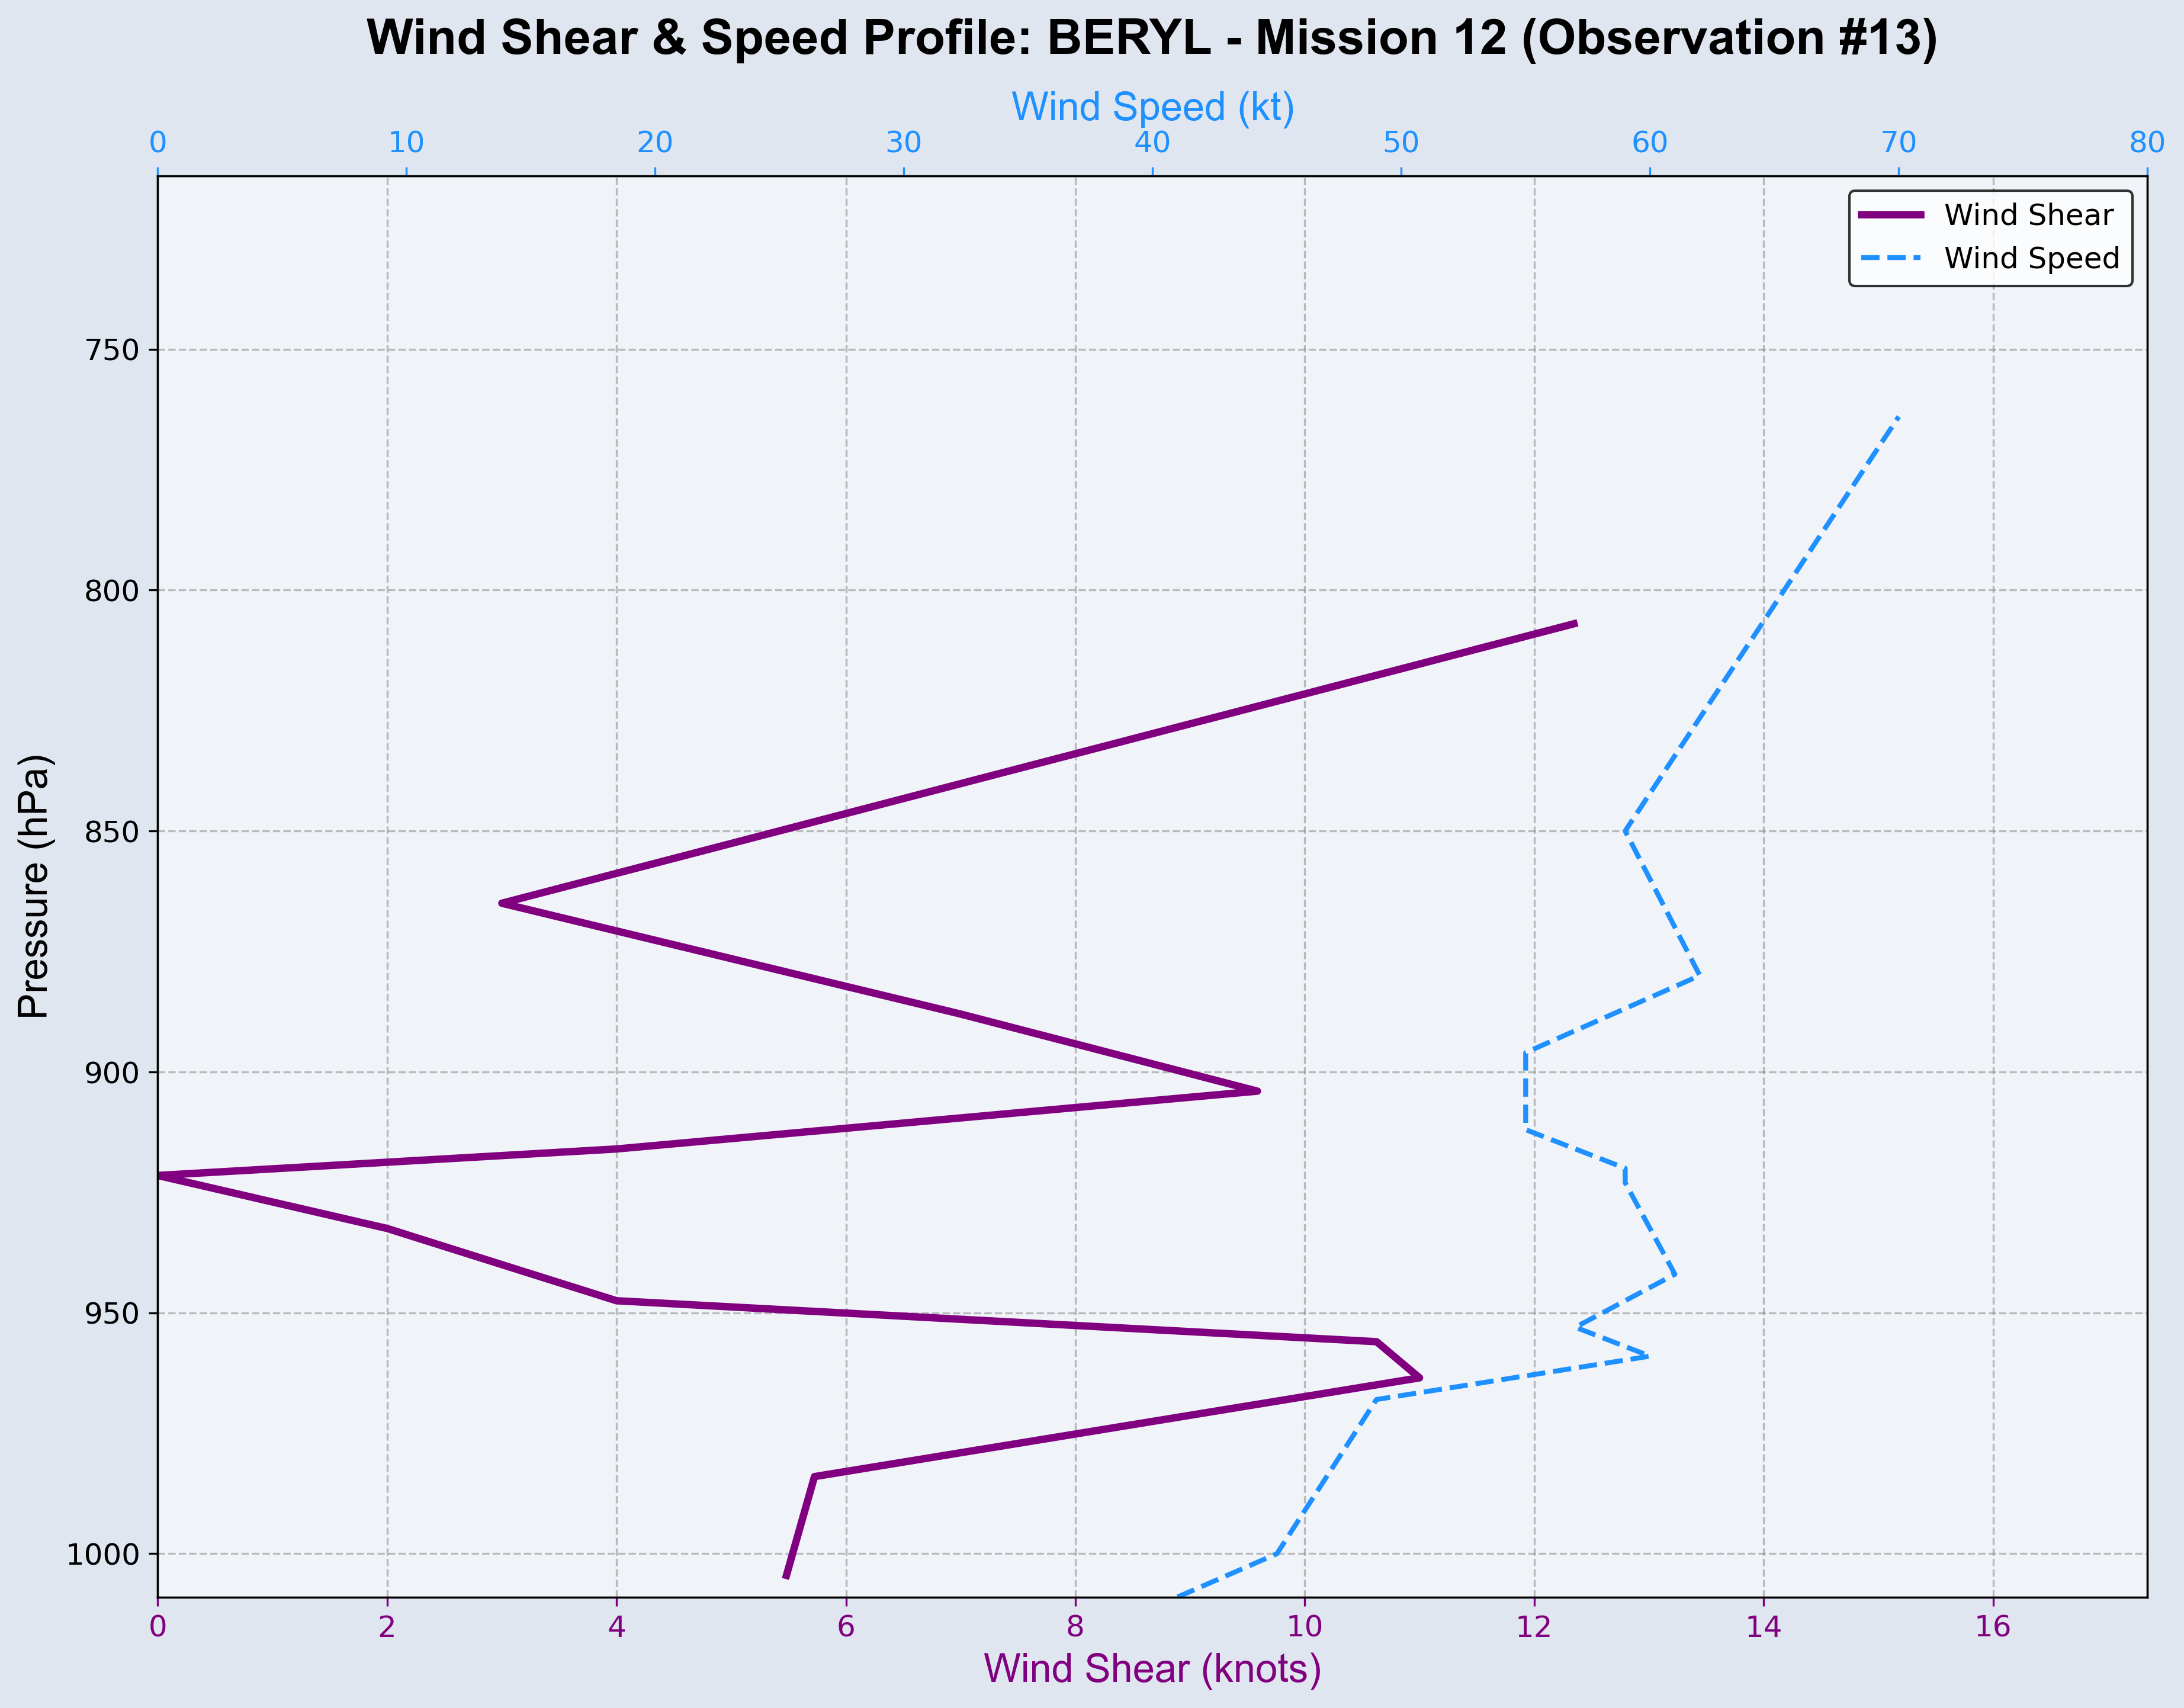 Wind Shear & Speed Profile: BERYL - Mission 12 (Observation #13)
Wind Speed (kt)
0 10 20 30 40 50 60 70 80
Wind Shear
Wind Speed
750
800
850
900
950
1000
Pressure (hPa)
0 2 4 6 8 10 12 14 16
Wind Shear (knots)